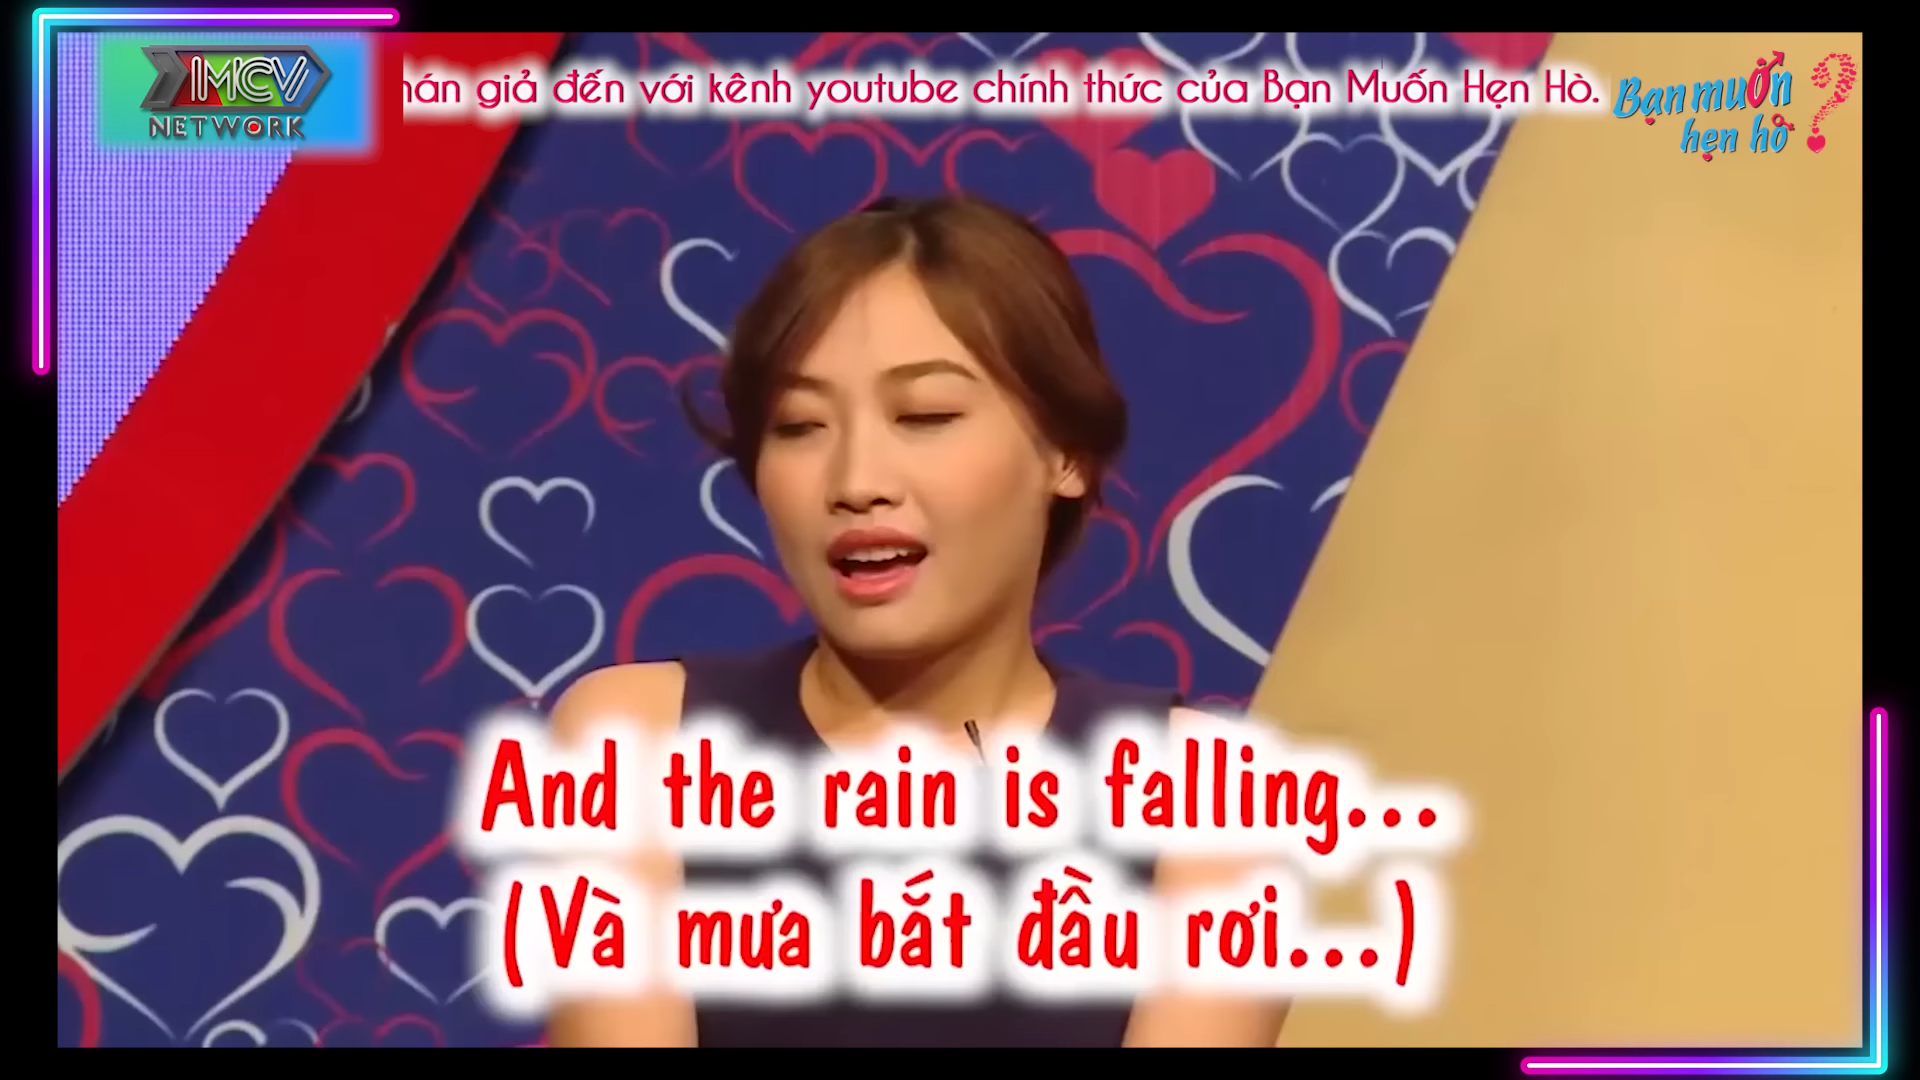 MCV
NETWORK
hán giả đến với kênh youtube chính thức của Bạn Muốn Hẹn Hò.
Bạn muốn
hẹn hò
?
And the rain is falling...
(Và mưa bắt đầu rơi...)